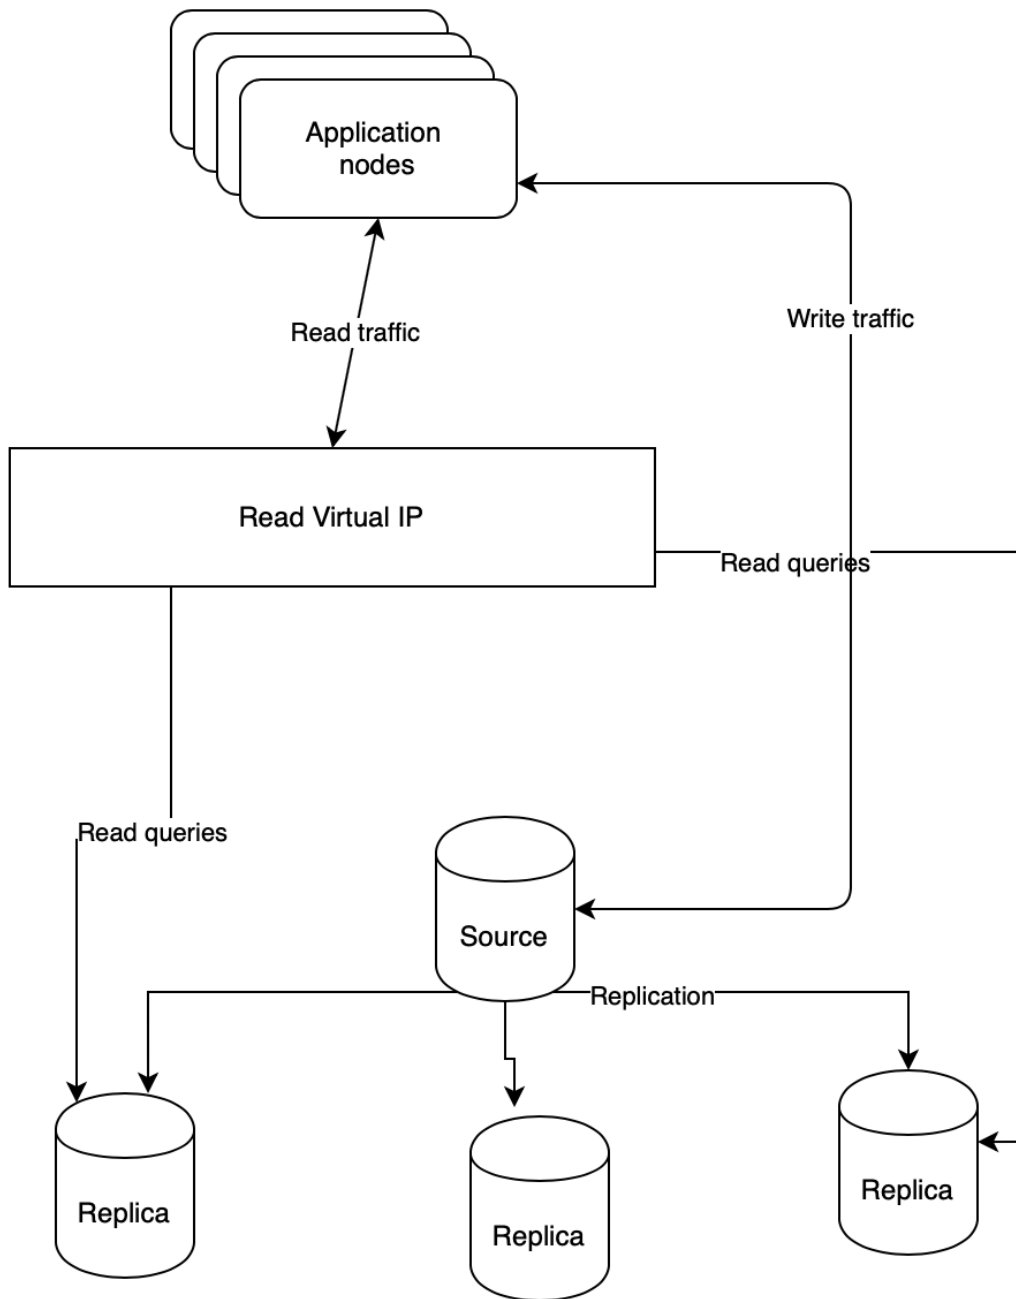 Application
nodes
Read traffic
Write traffic
Read Virtual IP
Read queries
Read queries
Source
Replication
Replica
Replica
Replica